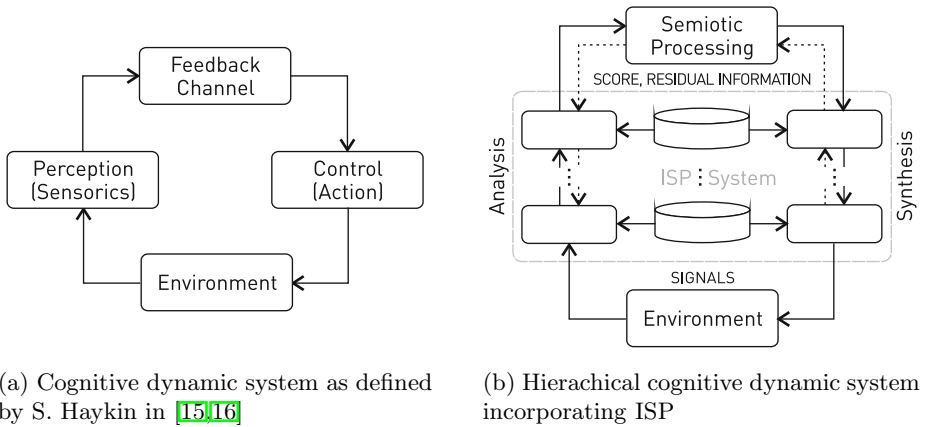 Feedback
Channel
Perception
(Sensorics)
Control
(Action)
Environment
(a) Cognitive dynamic system as defined
by S. Haykin in [15,16]
Semiotic
Processing
SCORE, RESIDUAL INFORMATION
Analysis
ISP System
Synthesis
SIGNALS
Environment
(b) Hierachical cognitive dynamic system
incorporating ISP